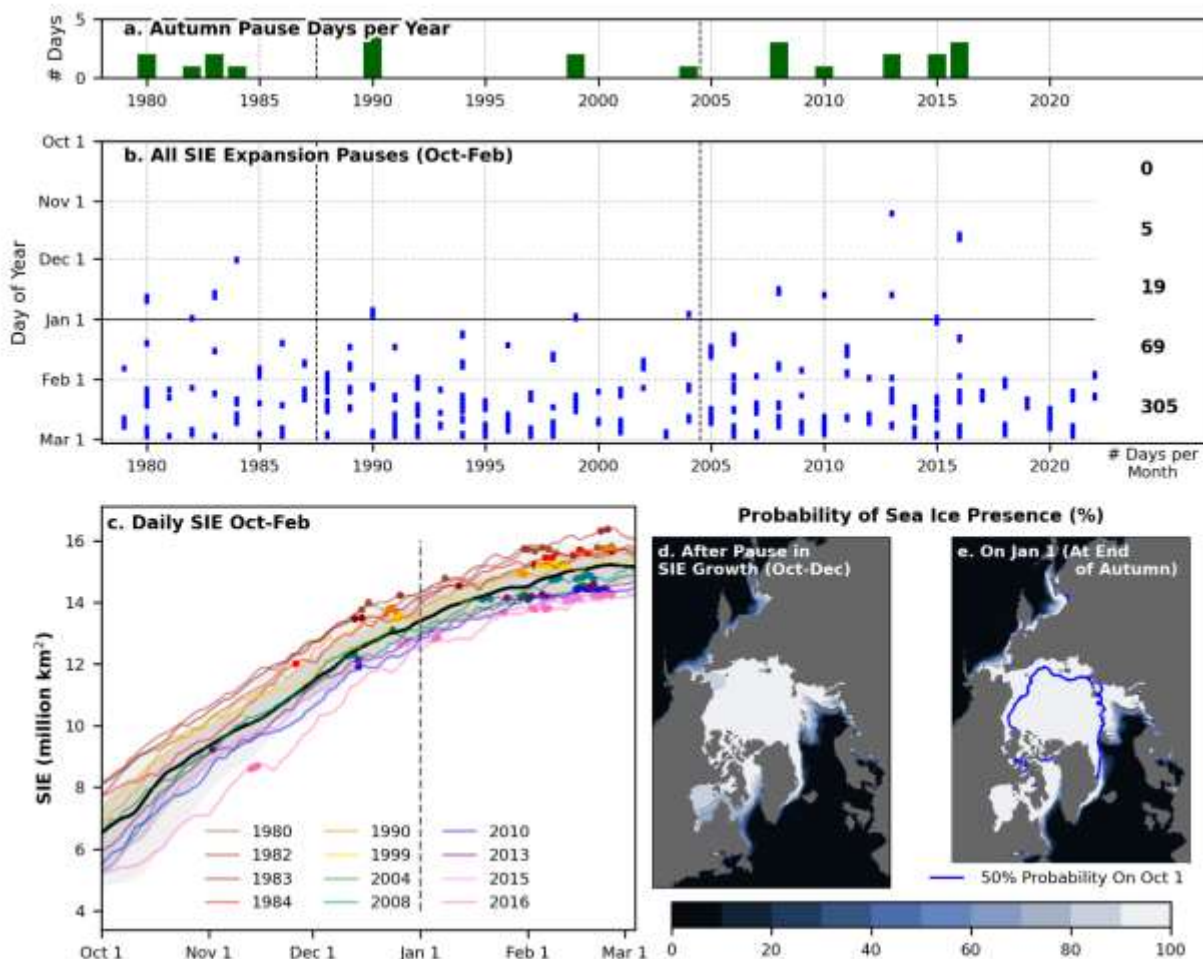 a. Autumn Pause Days per Year
# Days
5
0
1980 1985 1990 1995 2000 2005 2010 2015 2020
b. All SIE Expansion Pauses (Oct-Feb)
Day of Year
Oct 1
Nov 1
Dec 1
Jan 1
Feb 1
Mar 1
0
5
19
69
305
1980 1985 1990 1995 2000 2005 2010 2015 2020
# Days per
Month
c. Daily SIE Oct-Feb
SIE (million km²)
16
14
12
10
8
6
4
1980 1990 2010
1982 1999 2013
1983 2004 2015
1984 2008 2016
Oct 1 Nov 1 Dec 1 Jan 1 Feb 1 Mar 1
Probability of Sea Ice Presence (%)
d. After Pause in
SIE Growth (Oct-Dec)
e. On Jan 1 (At End
of Autumn)
50% Probability On Oct 1
0 20 40 60 80 100